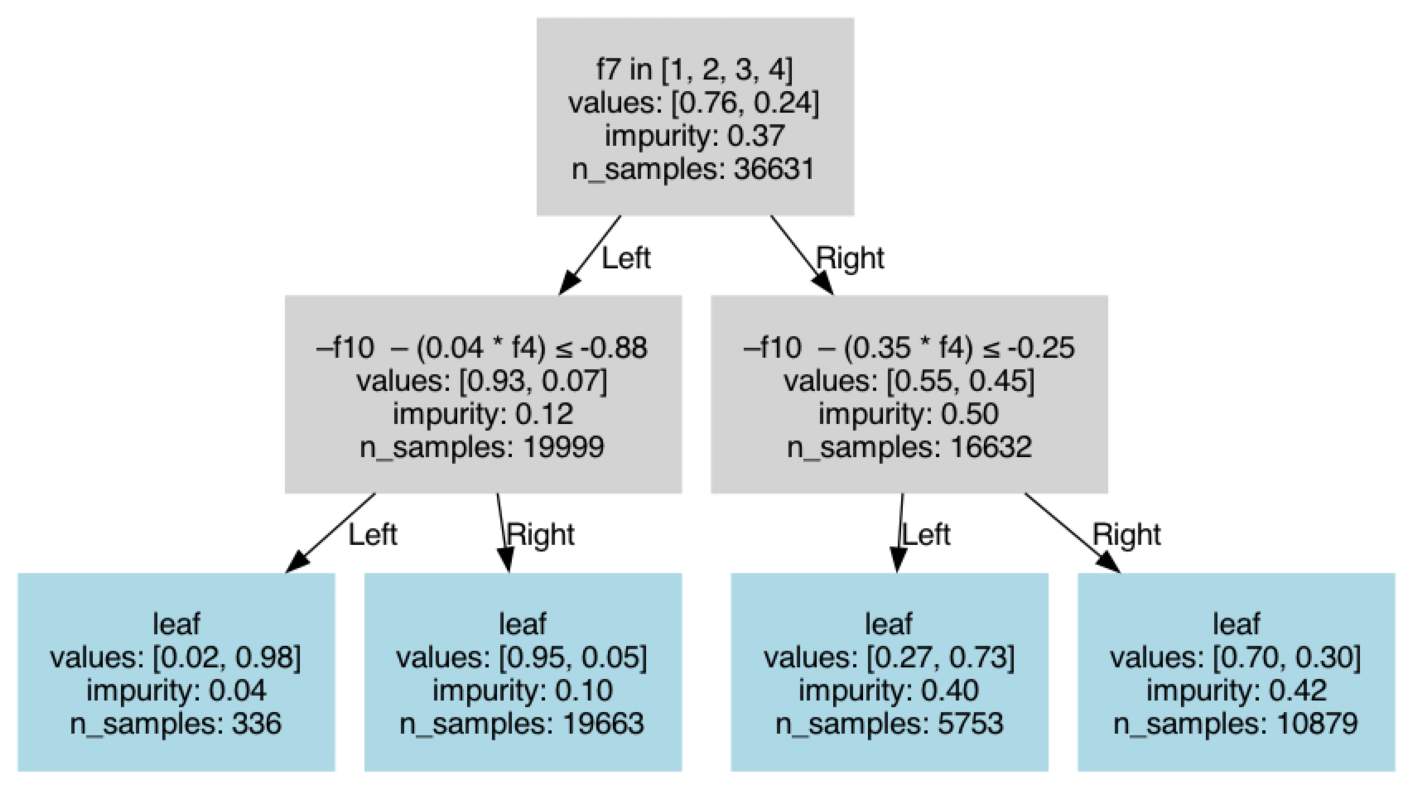 f7 in [1, 2, 3, 4]
values: [0.76, 0.24]
impurity: 0.37
n_samples: 36631
Left
Right
–f10  – (0.04 * f4) ≤ -0.88
values: [0.93, 0.07]
impurity: 0.12
n_samples: 19999
–f10  – (0.35 * f4) ≤ -0.25
values: [0.55, 0.45]
impurity: 0.50
n_samples: 16632
Left
Right
Left
Right
leaf
values: [0.02, 0.98]
impurity: 0.04
n_samples: 336
leaf
values: [0.95, 0.05]
impurity: 0.10
n_samples: 19663
leaf
values: [0.27, 0.73]
impurity: 0.40
n_samples: 5753
leaf
values: [0.70, 0.30]
impurity: 0.42
n_samples: 10879